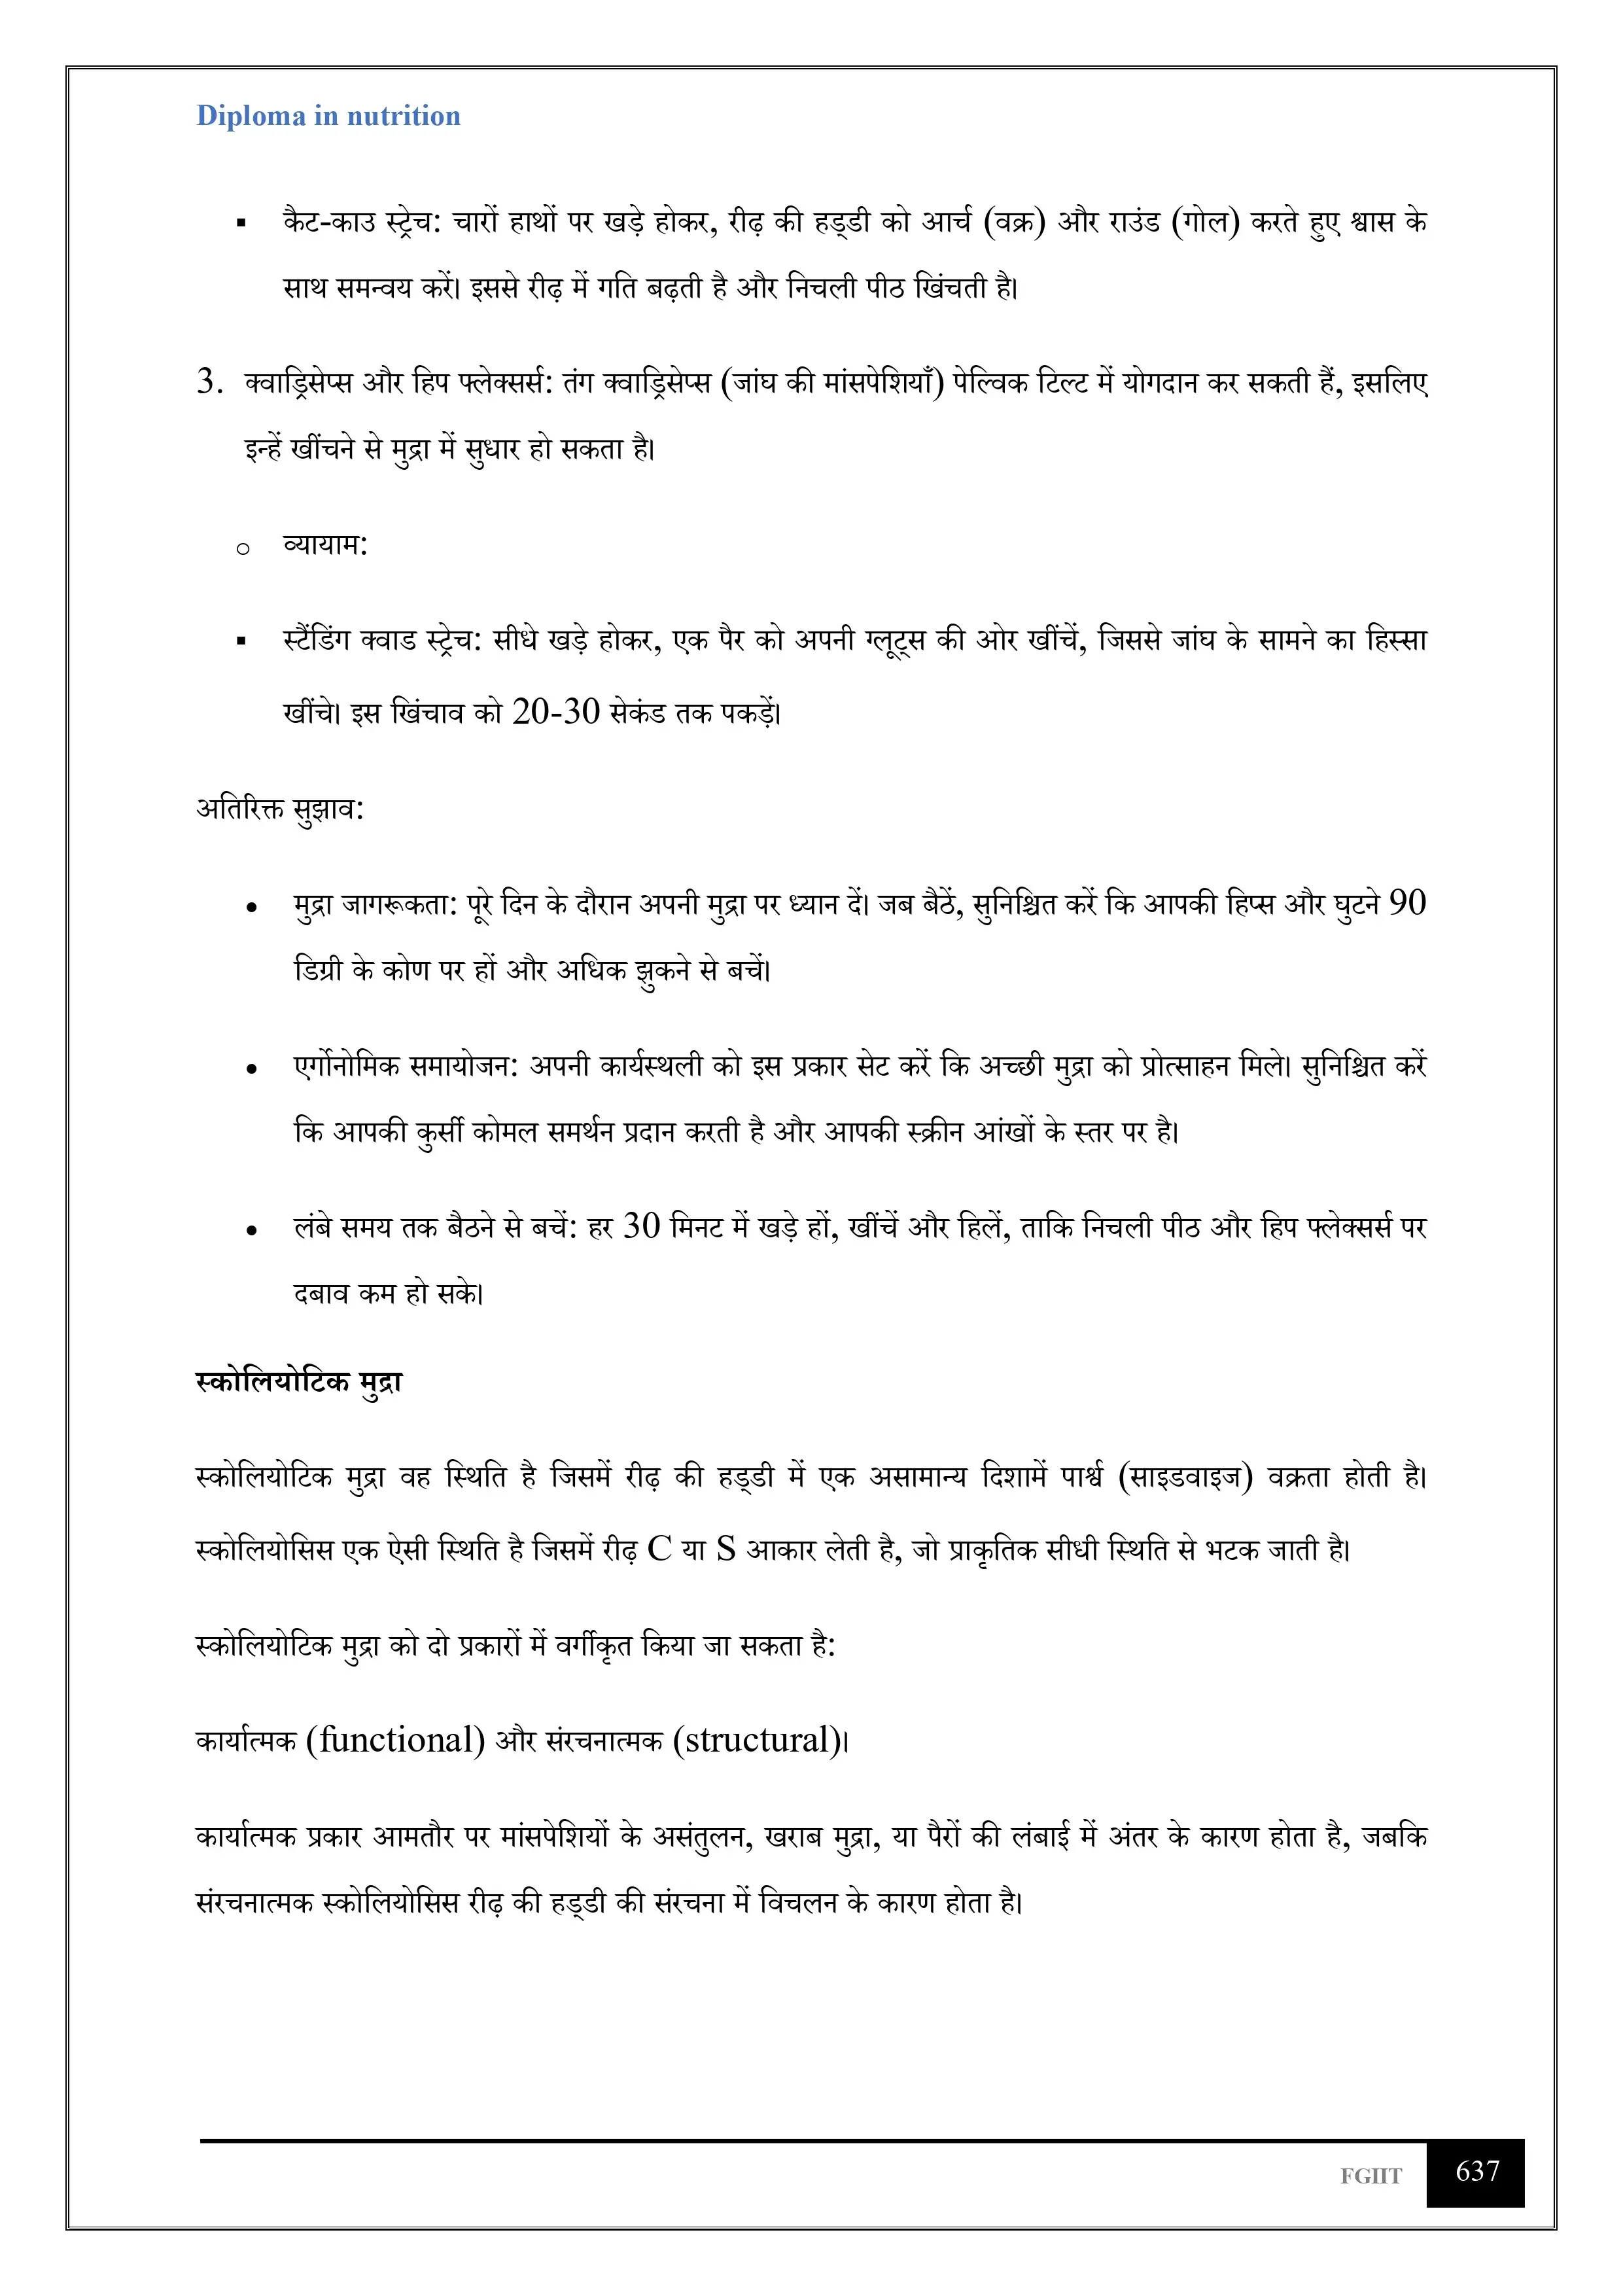 Diploma in nutrition
▪ कैट-काउ स्ट्रेच: चारों हाथों पर खड़े होकर, रीढ़ की हड्डी को आर्च (वक्र) और राउंड (गोल) करते हुए श्वास के
साथ समन्वय करें। इससे रीढ़ में गति बढ़ती है और निचली पीठ खिंचती है।
3. क्वाड्रिसेप्स और हिप फ्लेक्सर्स: तंग क्वाड्रिसेप्स (जांघ की मांसपेशियाँ) पेल्विक टिल्ट में योगदान कर सकती हैं, इसलिए
इन्हें खींचने से मुद्रा में सुधार हो सकता है।
o व्यायाम:
▪ स्टैंडिंग क्वाड स्ट्रेच: सीधे खड़े होकर, एक पैर को अपनी ग्लूट्स की ओर खींचें, जिससे जांघ के सामने का हिस्सा
खींचे। इस खिंचाव को 20-30 सेकंड तक पकड़ें।
अतिरिक्त सुझाव:
• मुद्रा जागरूकता: पूरे दिन के दौरान अपनी मुद्रा पर ध्यान दें। जब बैठें, सुनिश्चित करें कि आपकी हिप्स और घुटने 90
डिग्री के कोण पर हों और अधिक झुकने से बचें।
• एर्गोनोमिक समायोजन: अपनी कार्यस्थली को इस प्रकार सेट करें कि अच्छी मुद्रा को प्रोत्साहन मिले। सुनिश्चित करें
कि आपकी कुर्सी कोमल समर्थन प्रदान करती है और आपकी स्क्रीन आंखों के स्तर पर है।
• लंबे समय तक बैठने से बचें: हर 30 मिनट में खड़े हों, खींचें और हिलें, ताकि निचली पीठ और हिप फ्लेक्सर्स पर
दबाव कम हो सके।
स्कोलियोटिक मुद्रा
स्कोलियोटिक मुद्रा वह स्थिति है जिसमें रीढ़ की हड्डी में एक असामान्य दिशामें पार्श्व (साइडवाइज) वक्रता होती है।
स्कोलियोसिस एक ऐसी स्थिति है जिसमें रीढ़ C या S आकार लेती है, जो प्राकृतिक सीधी स्थिति से भटक जाती है।
स्कोलियोटिक मुद्रा को दो प्रकारों में वर्गीकृत किया जा सकता है:
कार्यात्मक (functional) और संरचनात्मक (structural)।
कार्यात्मक प्रकार आमतौर पर मांसपेशियों के असंतुलन, खराब मुद्रा, या पैरों की लंबाई में अंतर के कारण होता है, जबकि
संरचनात्मक स्कोलियोसिस रीढ़ की हड्डी की संरचना में विचलन के कारण होता है।
FGIIT 637